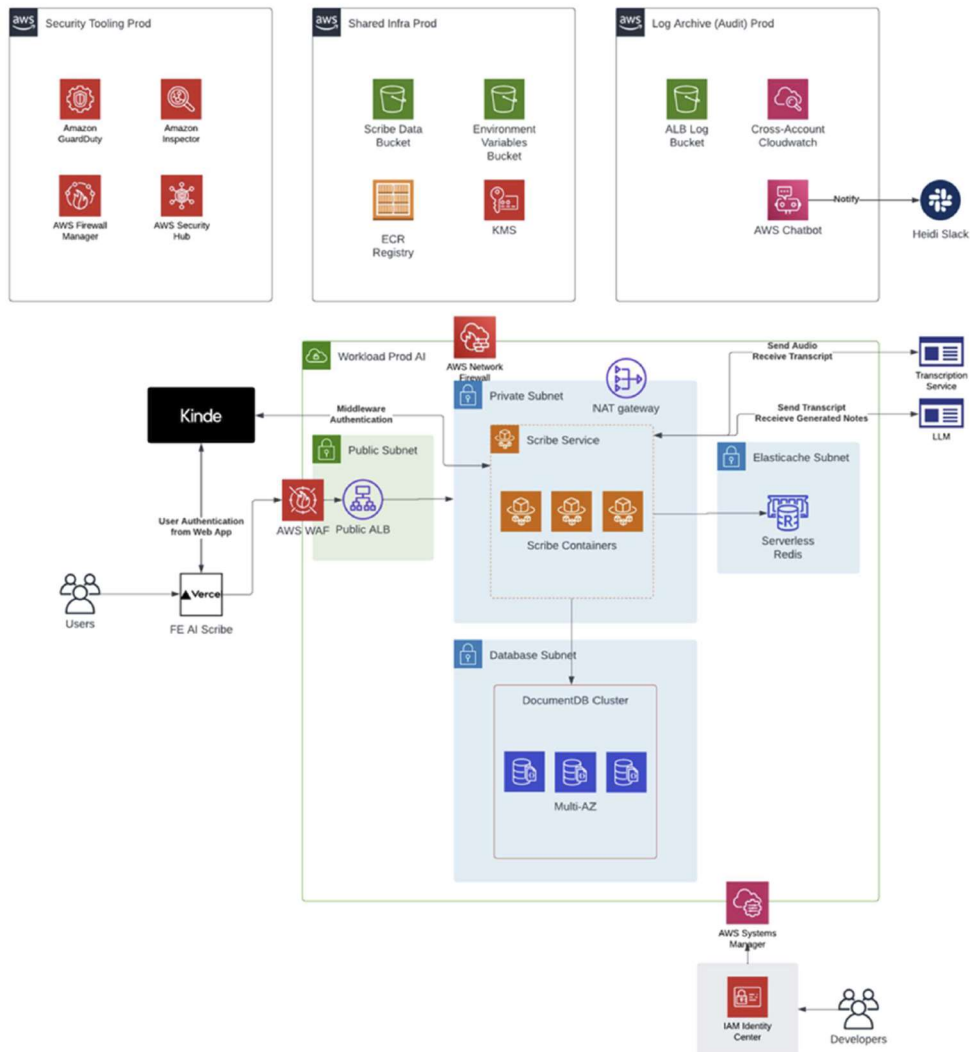 aws
Security Tooling Prod
Amazon
GuardDuty
Amazon
Inspector
AWS Firewall
Manager
AWS Security
Hub
aws
Shared Infra Prod
Scribe Data
Bucket
Environment
Variables
Bucket
ECR
Registry
KMS
aws
Log Archive (Audit) Prod
ALB Log
Bucket
Cross-Account
Cloudwatch
AWS Chatbot
Notify
Heidi Slack
Workload Prod AI
AWS Network
Firewall
Send Audio
Receive Transcript
Transcription
Service
Private Subnet
NAT gateway
Send Transcript
Receieve Generated Notes
LLM
Kinde
Middleware
Authentication
Public Subnet
Scribe Service
Elasticache Subnet
User Authentication
from Web App
AWS WAF
Public ALB
Scribe Containers
R
Serverless
Redis
Users
Verce
FE AI Scribe
Database Subnet
DocumentDB Cluster
Multi-AZ
AWS Systems
Manager
IAM Identity
Center
Developers